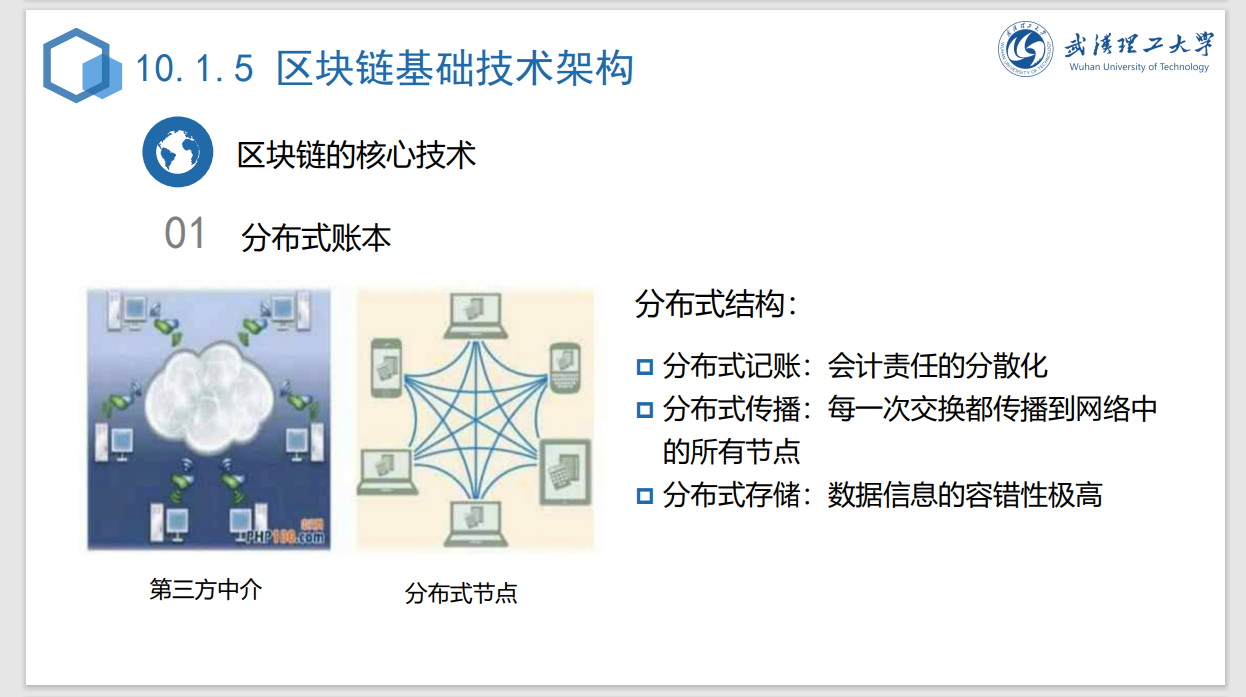 10.1.5 区块链基础技术架构
武汉理工大学
Wuhan University of Technology
区块链的核心技术
01 分布式账本
分布式结构：
分布式记账：会计责任的分散化
分布式传播：每一次交换都传播到网络中
的所有节点
分布式存储：数据信息的容错性极高
PHP100.com
第三方中介
分布式节点